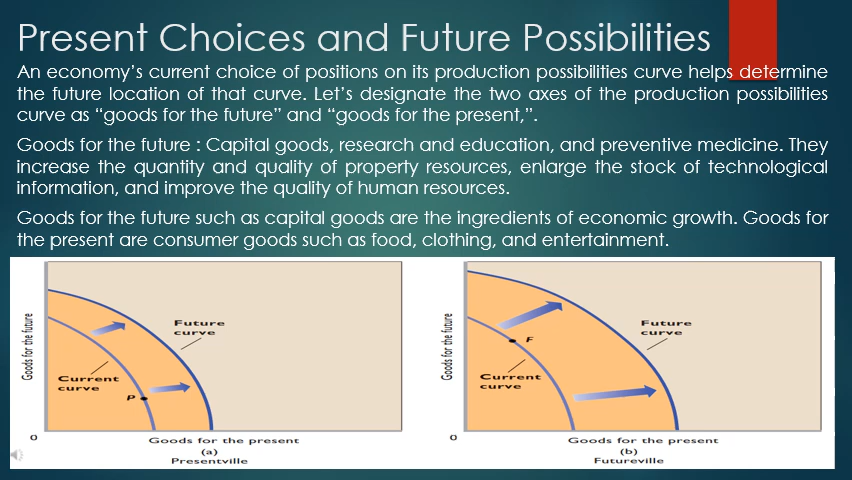 Present Choices and Future Possibilities
An economy’s current choice of positions on its production possibilities curve helps determine
the future location of that curve. Let’s designate the two axes of the production possibilities
curve as “goods for the future” and “goods for the present,”.
Goods for the future : Capital goods, research and education, and preventive medicine. They
increase the quantity and quality of property resources, enlarge the stock of technological
information, and improve the quality of human resources.
Goods for the future such as capital goods are the ingredients of economic growth. Goods for
the present are consumer goods such as food, clothing, and entertainment.
Goods for the future
Future
curve
Current
curve
P
0
Goods for the present
(a)
Presentville
Goods for the future
Future
curve
F
Current
curve
0
Goods for the present
(b)
Futureville